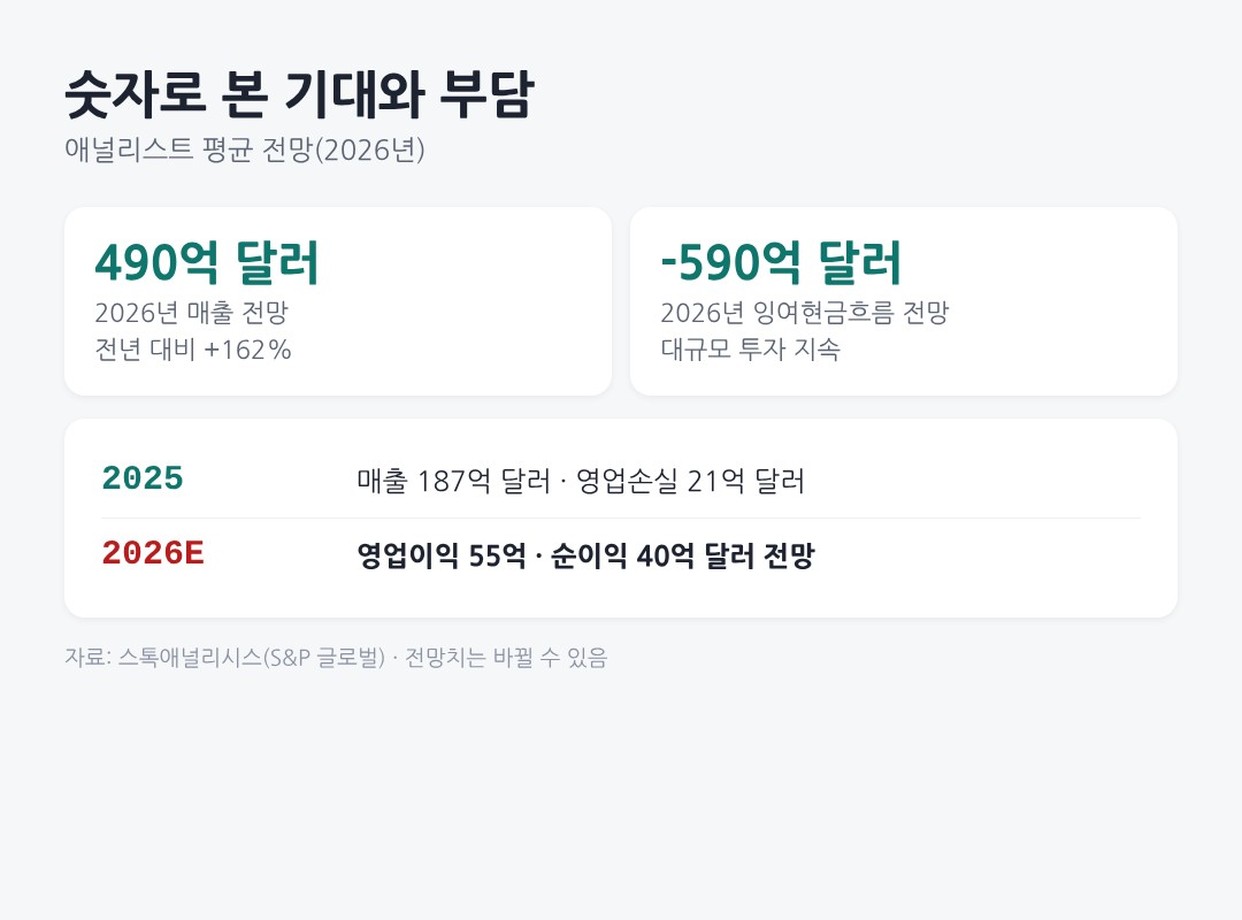 숫자로 본 기대와 부담
애널리스트 평균 전망(2026년)
490억 달러
2026년 매출 전망
전년 대비 +162%
-590억 달러
2026년 잉여현금흐름 전망
대규모 투자 지속
2025 매출 187억 달러 · 영업손실 21억 달러
2026E 영업이익 55억 · 순이익 40억 달러 전망
자료: 스톡애널리시스(S&P 글로벌) · 전망치는 바뀔 수 있음